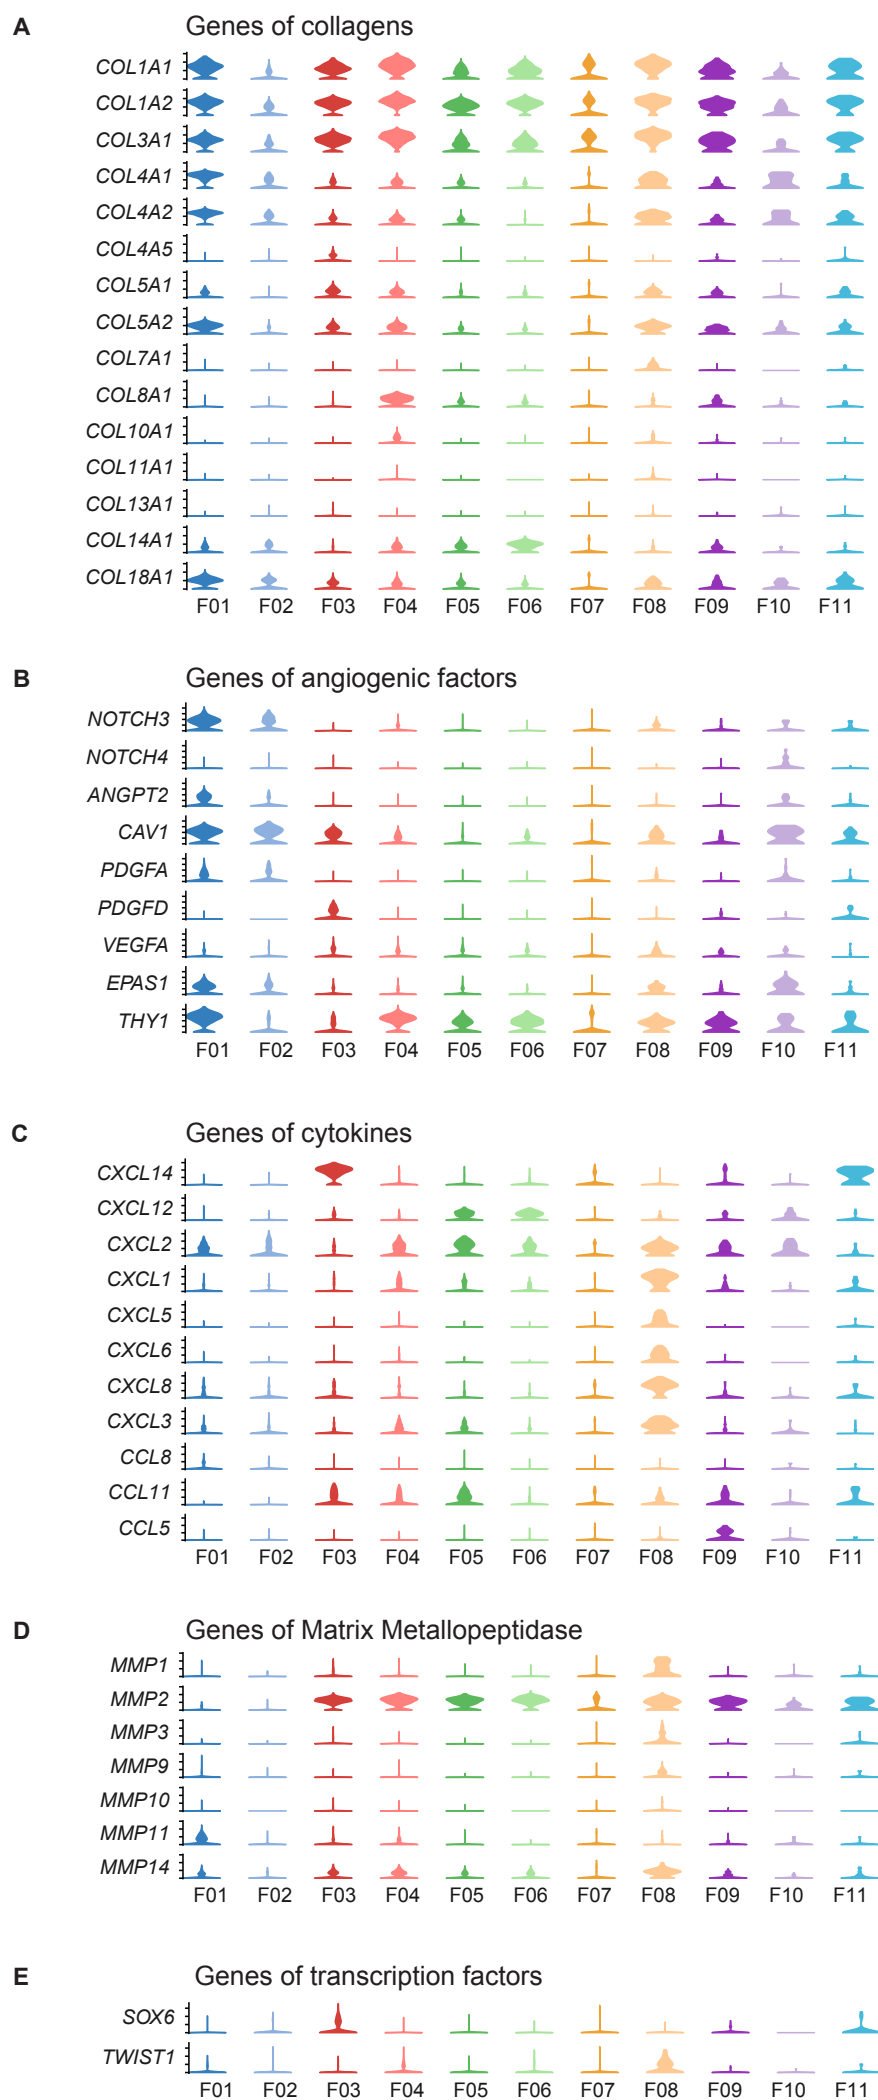 A Genes of collagens
COL1A1
COL1A2
COL3A1
COL4A1
COL4A2
COL4A5
COL5A1
COL5A2
COL7A1
COL8A1
COL10A1
COL11A1
COL13A1
COL14A1
COL18A1
F01 F02 F03 F04 F05 F06 F07 F08 F09 F10 F11
B Genes of angiogenic factors
NOTCH3
NOTCH4
ANGPT2
CAV1
PDGFA
PDGFD
VEGFA
EPAS1
THY1
F01 F02 F03 F04 F05 F06 F07 F08 F09 F10 F11
C Genes of cytokines
CXCL14
CXCL12
CXCL2
CXCL1
CXCL5
CXCL6
CXCL8
CXCL3
CCL8
CCL11
CCL5
F01 F02 F03 F04 F05 F06 F07 F08 F09 F10 F11
D Genes of Matrix Metallopeptidase
MMP1
MMP2
MMP3
MMP9
MMP10
MMP11
MMP14
F01 F02 F03 F04 F05 F06 F07 F08 F09 F10 F11
E Genes of transcription factors
SOX6
TWIST1
F01 F02 F03 F04 F05 F06 F07 F08 F09 F10 F11